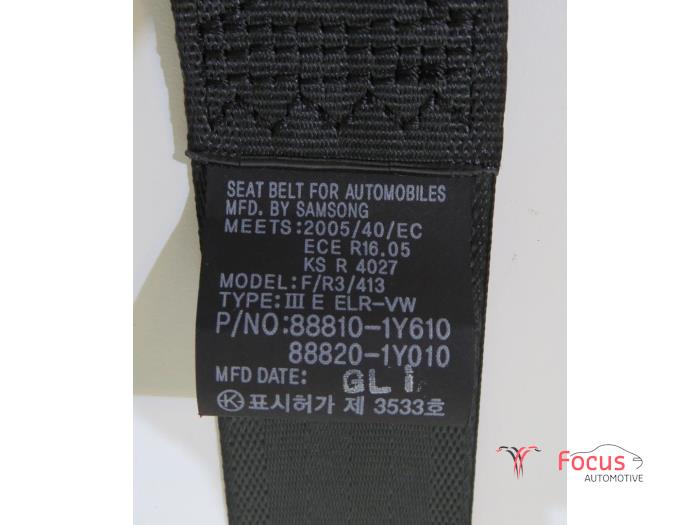 SEAT BELT FOR AUTOMOBILES
MFD. BY SAMSONG
MEETS:2005/40/EC
ECE R16.05
KS R 4027
MODEL:F/R3/413
TYPE:Ⅲ E ELR-VW
P/NO:88810-1Y610
88820-1Y010
MFD DATE: GL1
K 표시허가 제 3533호
Focus
AUTOMOTIVE